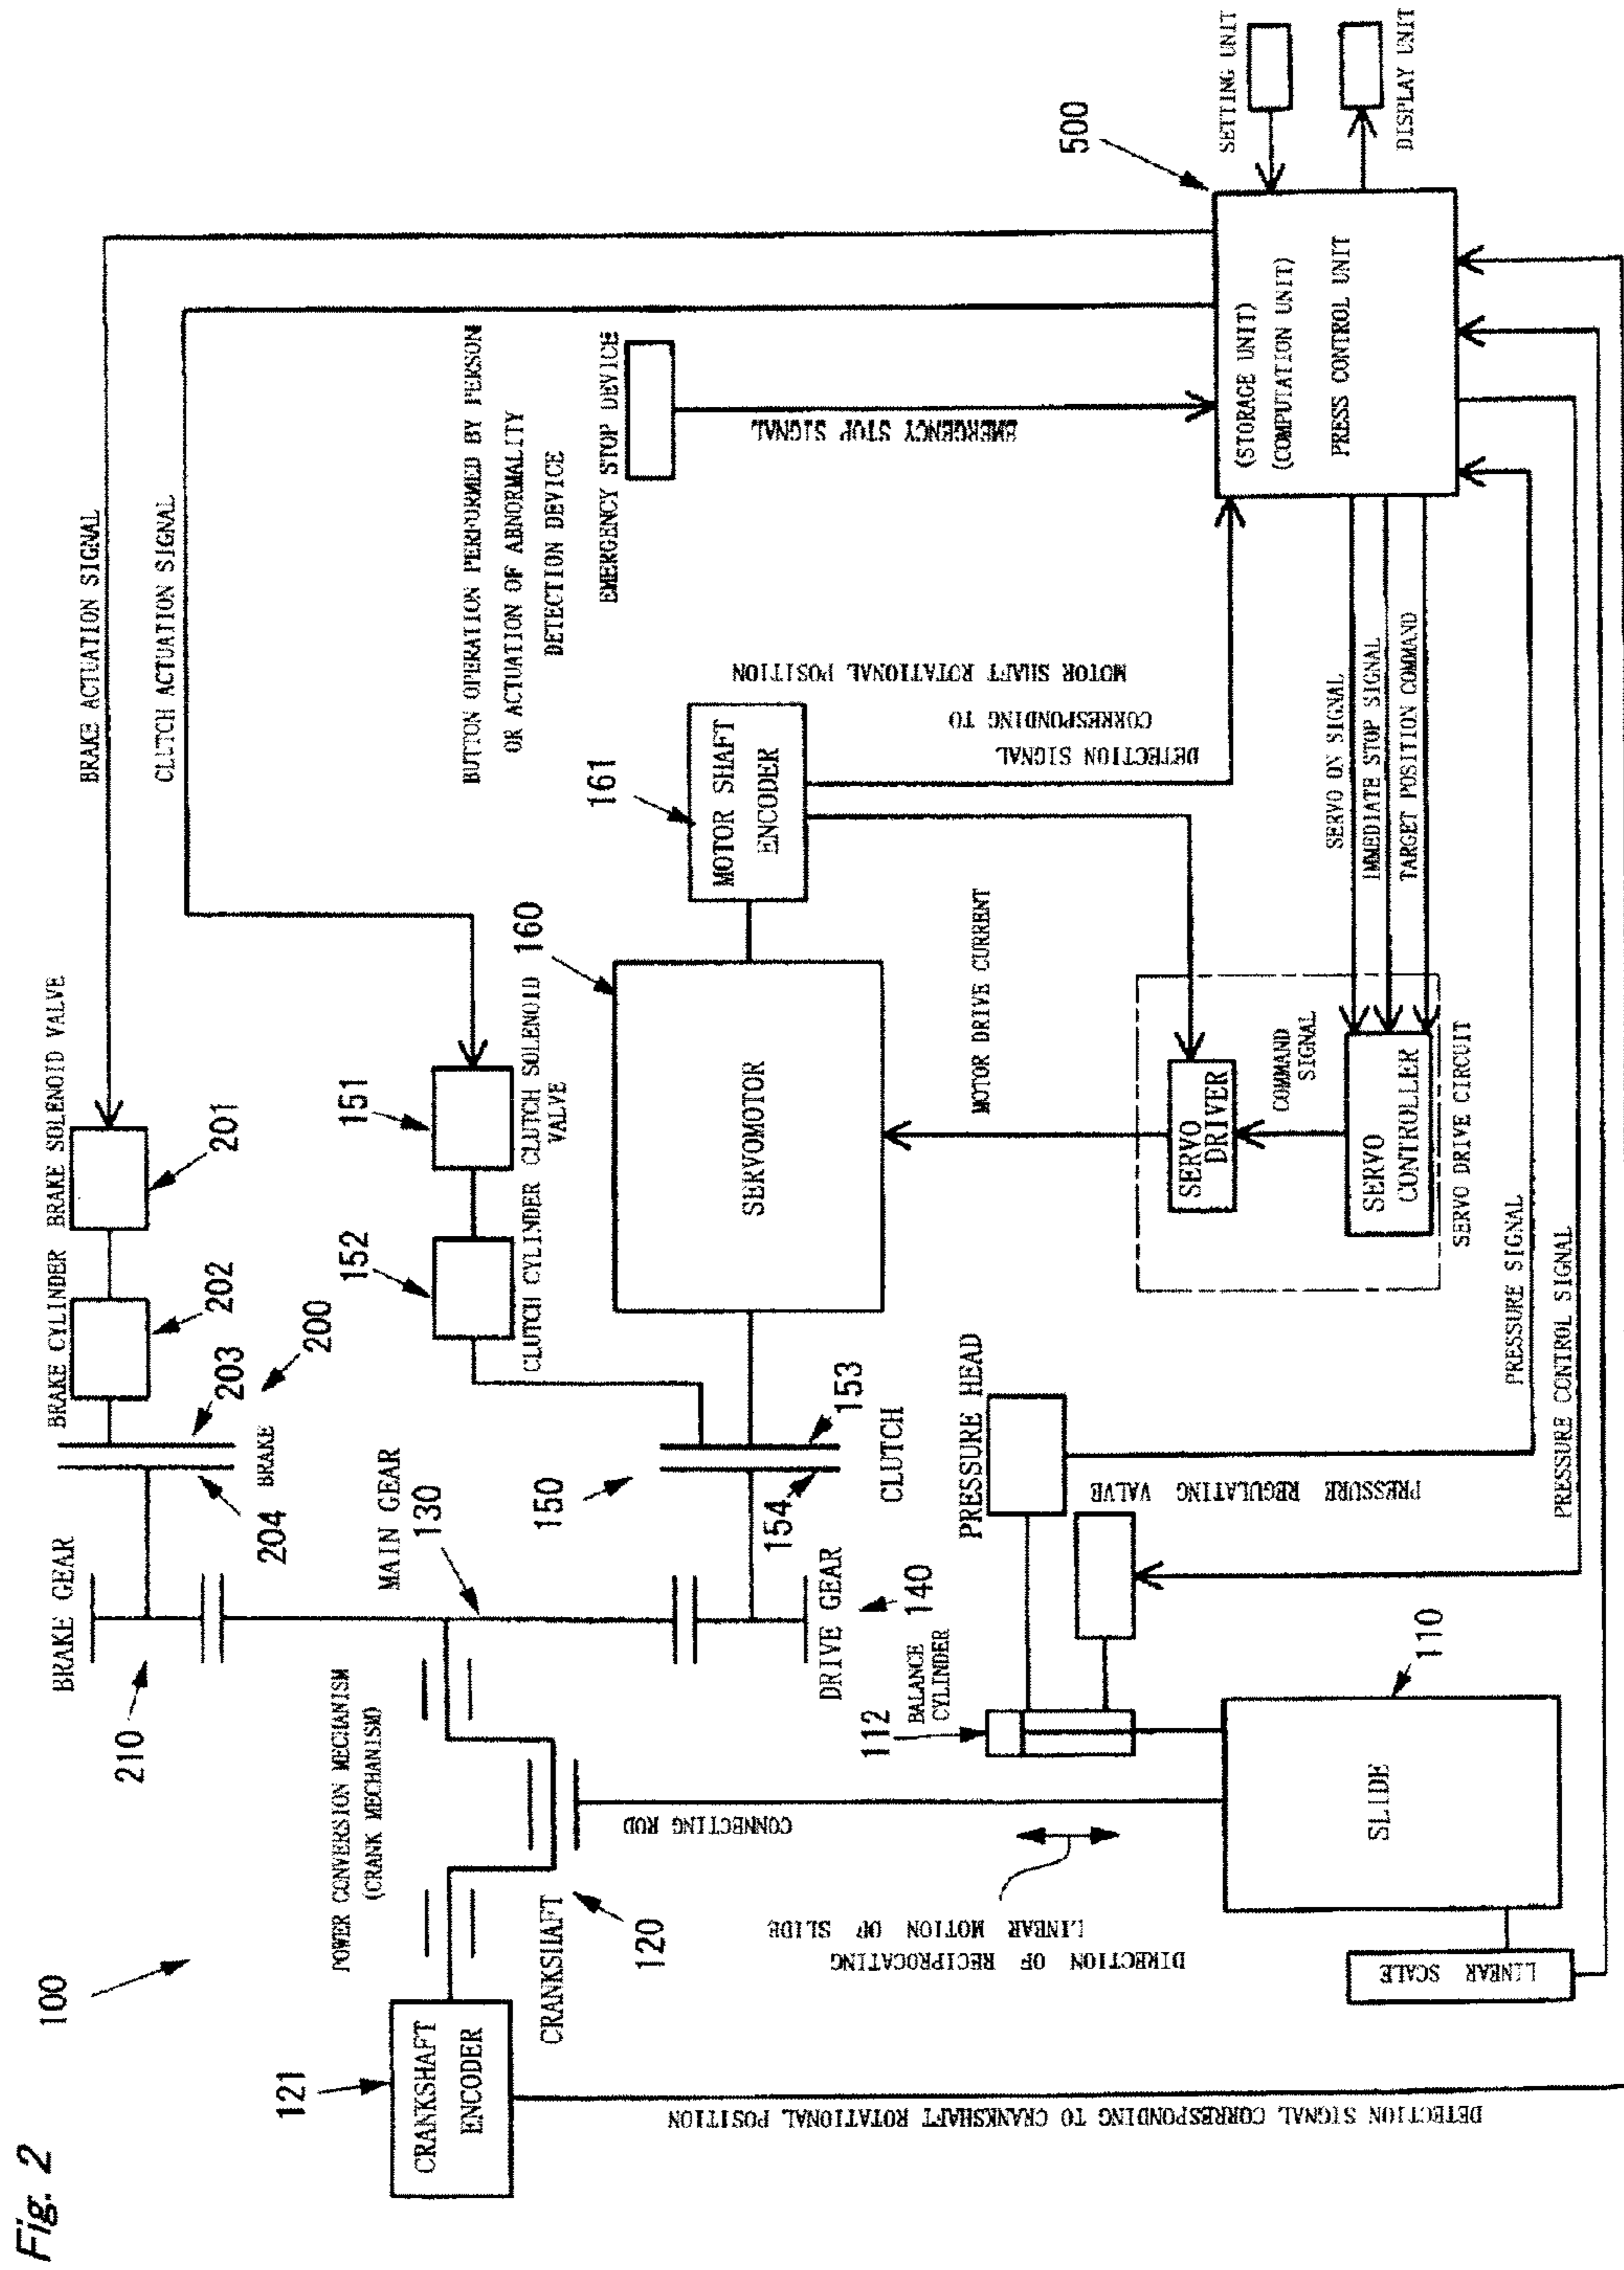 Fig. 2
100
BRAKE GEAR
210
BRAKE CYLINDER
BRAKE SOLENOID VALVE
201
202
203
200
204
BRAKE
BRAKE ACTUATION SIGNAL
CLUTCH ACTUATION SIGNAL
POWER CONVERSION MECHANISM
(CRANK MECHANISM)
MAIN GEAR
130
121
CRANKSHAFT
ENCODER
CRANKSHAFT
120
151
152
CLUTCH CYLINDER
CLUTCH SOLENOID
VALVE
150
153
154
CLUTCH
160
SERVOMOTOR
161
MOTOR SHAFT
ENCODER
BUTTON OPERATION PERFORMED BY PERSON
OR ACTUATION OF ABNORMALITY
DETECTION DEVICE
EMERGENCY STOP DEVICE
EMERGENCY STOP SIGNAL
MOTOR SHAFT ROTATIONAL POSITION
CORRESPONDING TO
DETECTION SIGNAL
500
(STORAGE UNIT)
(COMPUTATION UNIT)
PRESS CONTROL UNIT
SETTING UNIT
DISPLAY UNIT
DRIVE GEAR
140
CONNECTING ROD
LINEAR MOTION OF SLIDE
DIRECTION OF RECIPROCATING
112
BALANCE
CYLINDER
PRESSURE HEAD
PRESSURE REGULATING VALVE
MOTOR DRIVE CURRENT
SERVO
DRIVER
COMMAND
SIGNAL
SERVO
CONTROLLER
SERVO DRIVE CIRCUIT
SERVO ON SIGNAL
IMMEDIATE STOP SIGNAL
TARGET POSITION COMMAND
PRESSURE SIGNAL
PRESSURE CONTROL SIGNAL
110
SLIDE
LINEAR SCALE
DETECTION SIGNAL CORRESPONDING TO CRANKSHAFT ROTATIONAL POSITION